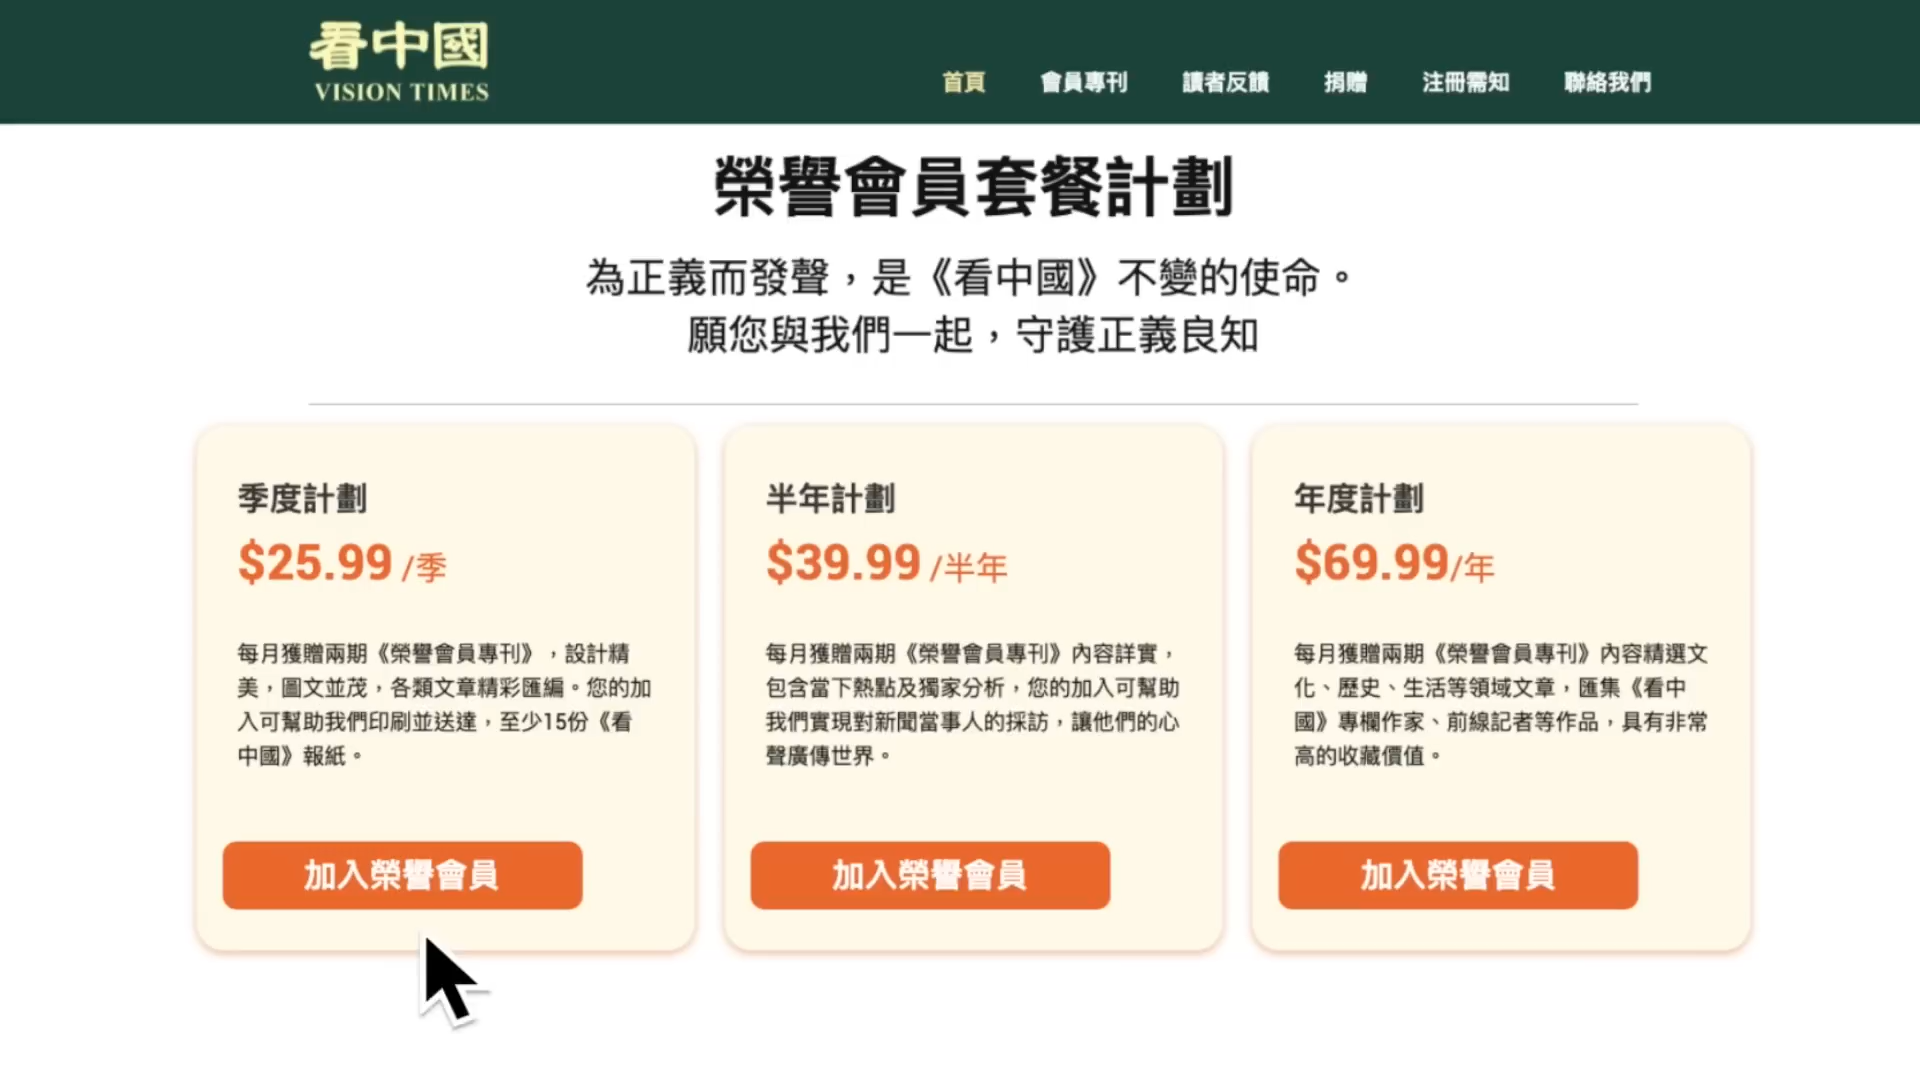 看中國
VISION TIMES
首頁 會員專刊 讀者反饋 捐贈 注冊需知 聯絡我們
榮譽會員套餐計劃
為正義而發聲，是《看中國》不變的使命。
願您與我們一起，守護正義良知
季度計劃
$25.99 /季
每月獲贈兩期《榮譽會員專刊》，設計精
美，圖文並茂，各類文章精彩匯編。您的加
入可幫助我們印刷並送達，至少15份《看
中國》報紙。
加入榮譽會員
半年計劃
$39.99 /半年
每月獲贈兩期《榮譽會員專刊》內容詳實，
包含當下熱點及獨家分析，您的加入可幫助
我們實現對新聞當事人的採訪，讓他們的心
聲廣傳世界。
加入榮譽會員
年度計劃
$69.99/年
每月獲贈兩期《榮譽會員專刊》內容精選文
化、歷史、生活等領域文章，匯集《看中
國》專欄作家、前線記者等作品，具有非常
高的收藏價值。
加入榮譽會員